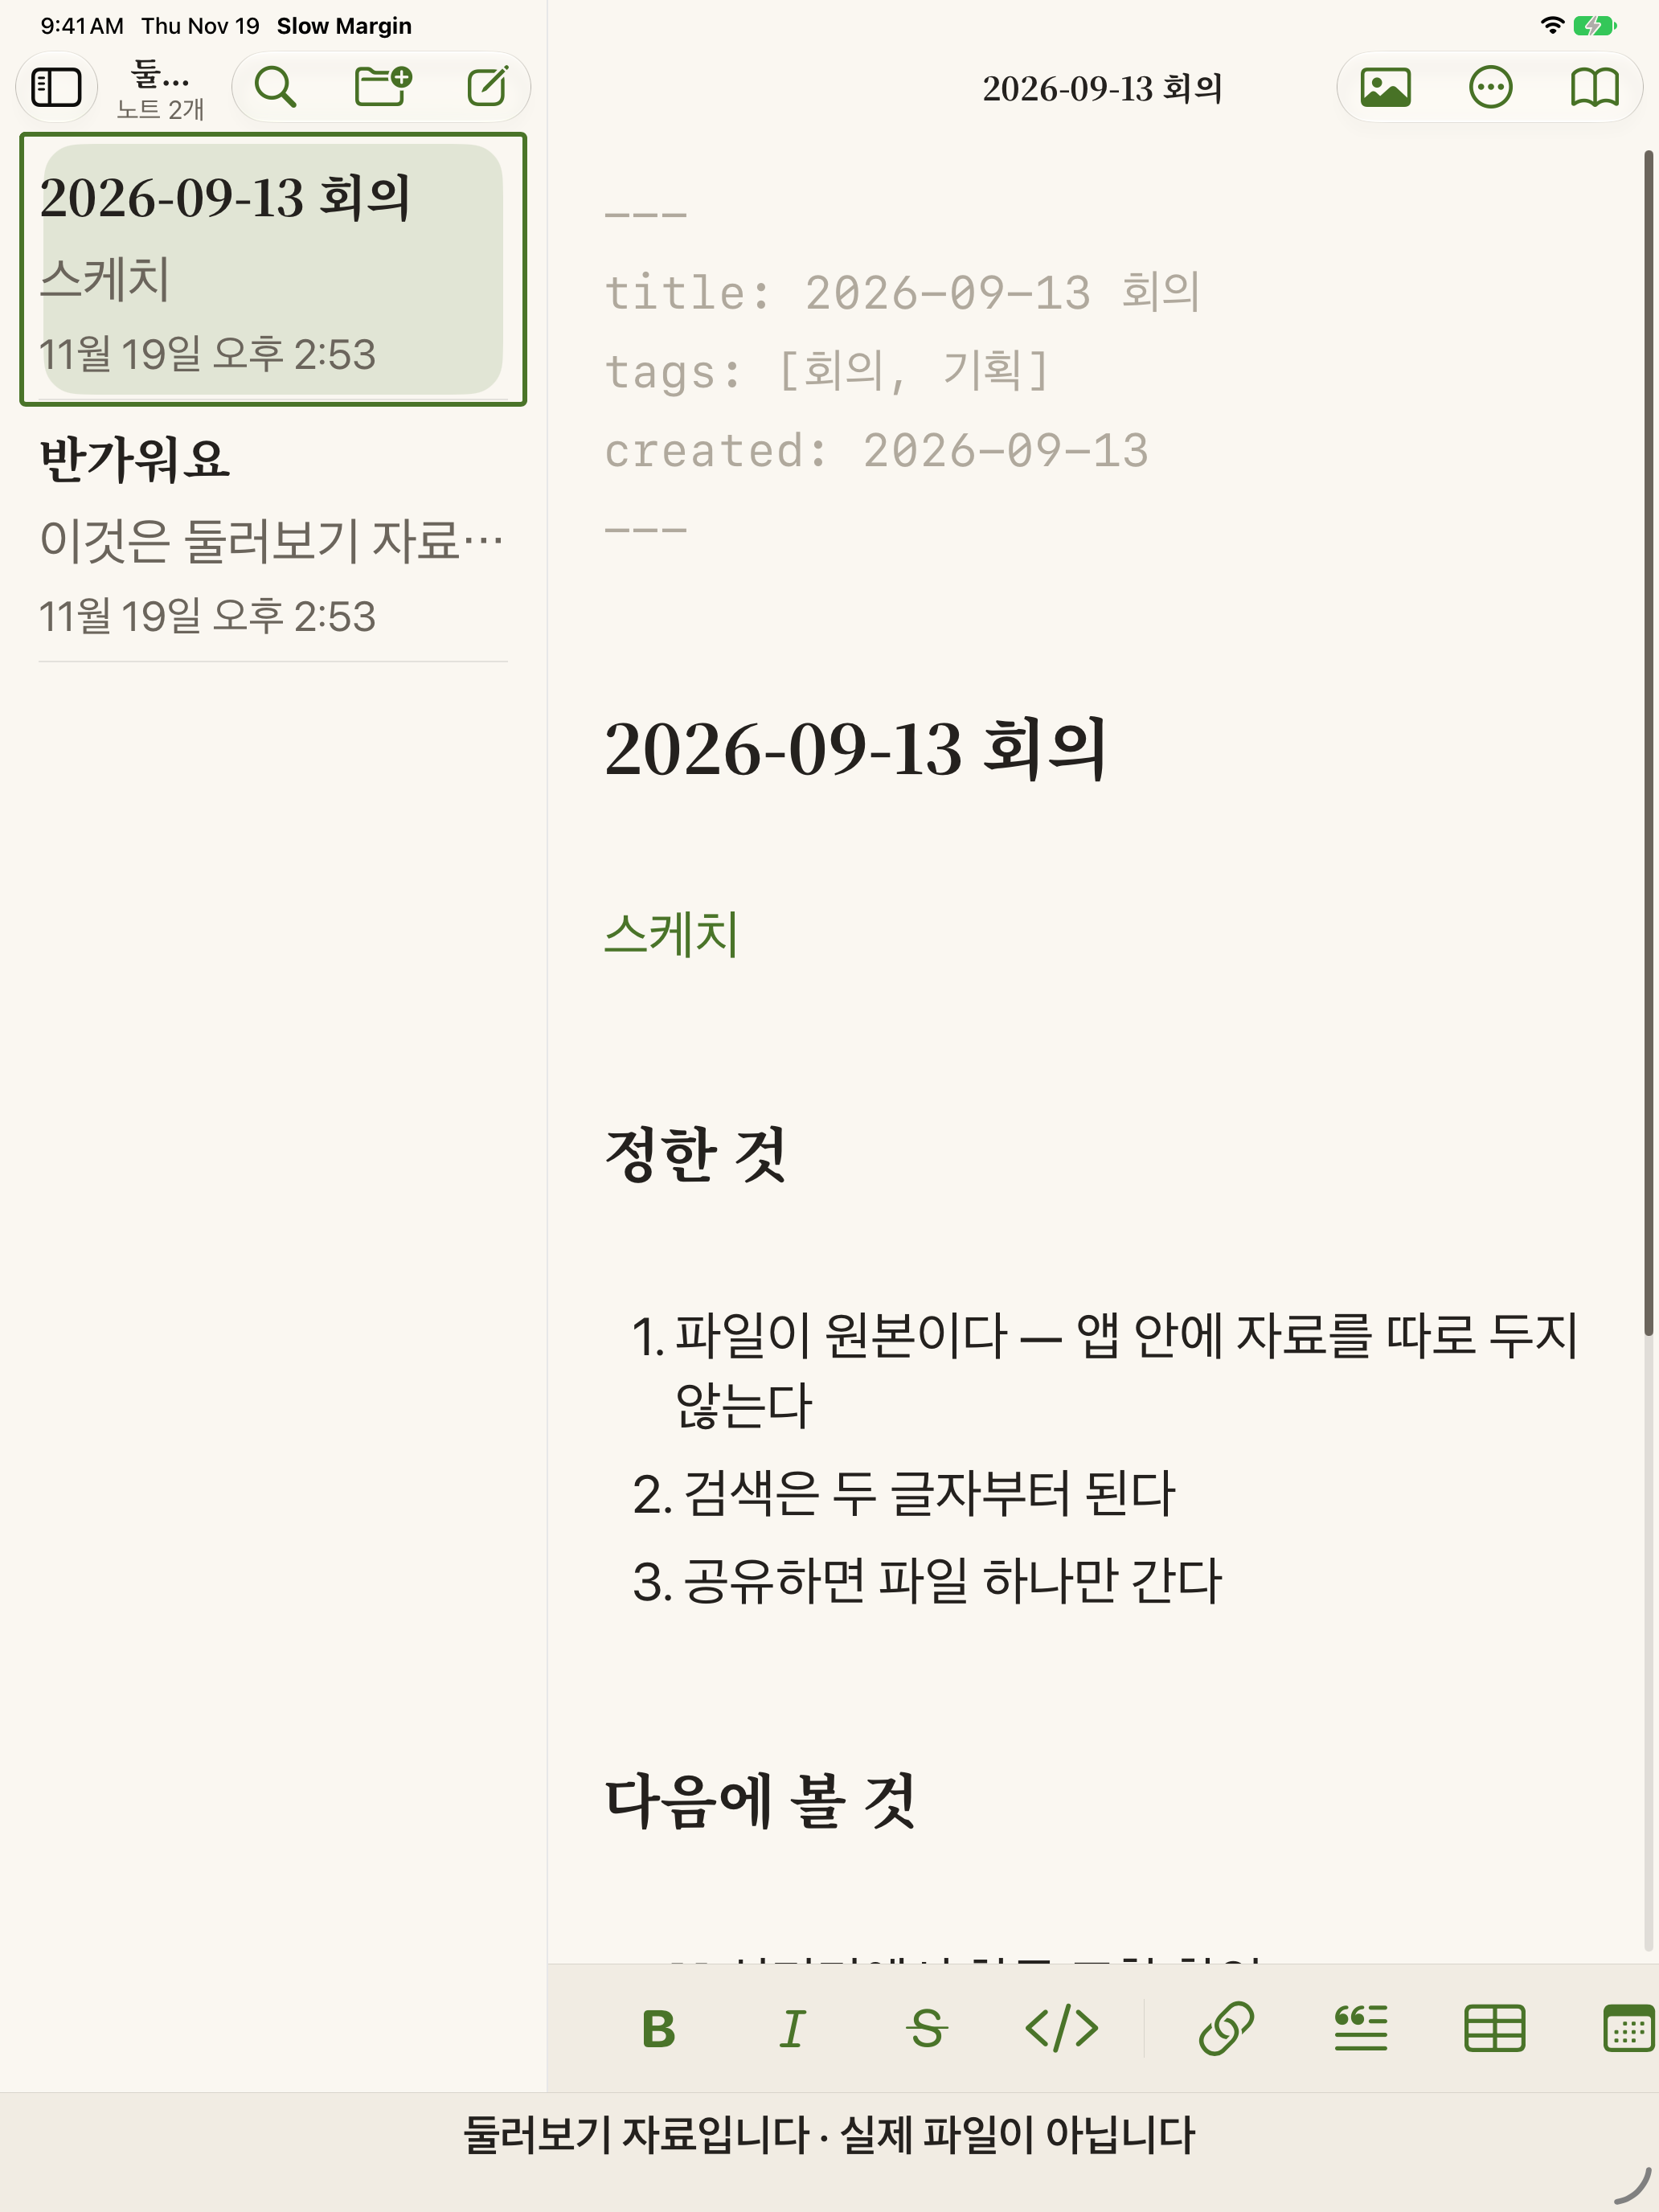 9:41 AM Thu Nov 19 Slow Margin
둘...
노트 2개
2026-09-13 회의
스케치
11월 19일 오후 2:53
반가워요
이것은 둘러보기 자료…
11월 19일 오후 2:53
2026-09-13 회의
---
title: 2026-09-13 회의
tags: [회의, 기획]
created: 2026-09-13
---
2026-09-13 회의
스케치
정한 것
1. 파일이 원본이다 — 앱 안에 자료를 따로 두지
않는다
2. 검색은 두 글자부터 된다
3. 공유하면 파일 하나만 간다
다음에 볼 것
B I S </>
둘러보기 자료입니다 · 실제 파일이 아닙니다